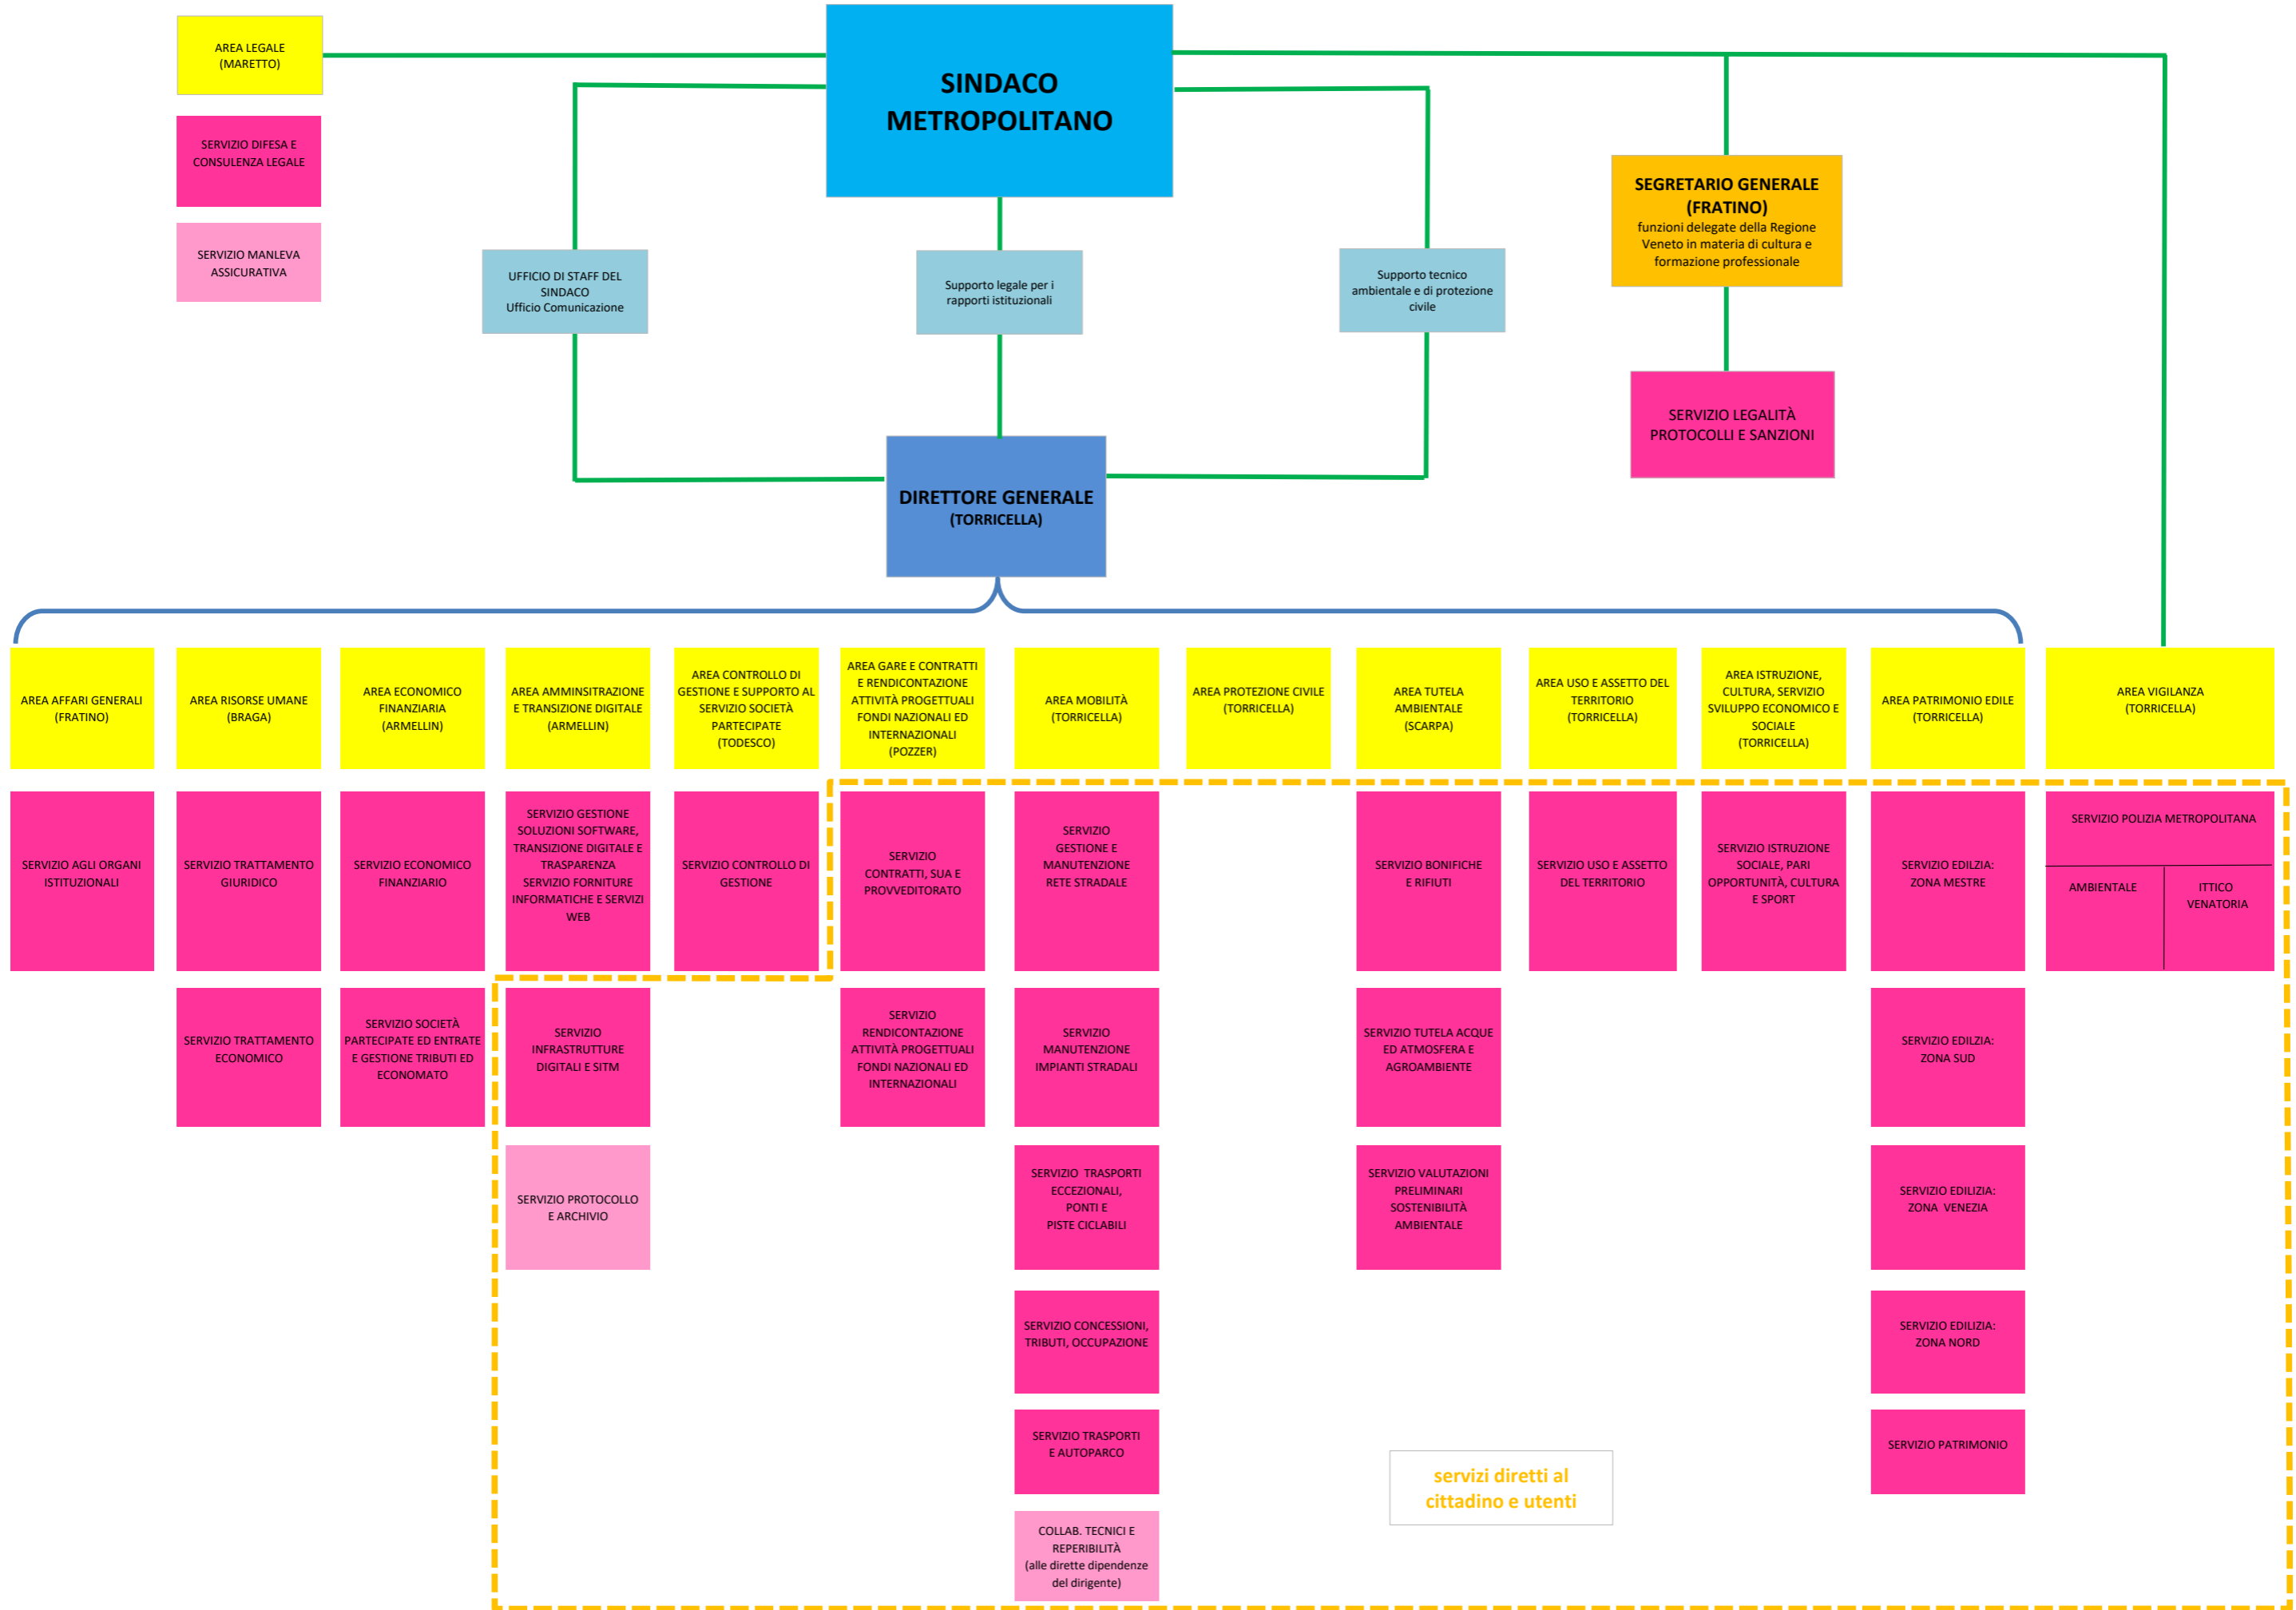 AREA LEGALE
(MARETTO)
SERVIZIO DIFESA E
CONSULENZA LEGALE
SERVIZIO MANLEVA
ASSICURATIVA
SINDACO
METROPOLITANO
UFFICIO DI STAFF DEL
SINDACO
Ufficio Comunicazione
Supporto legale per i
rapporti istituzionali
Supporto tecnico
ambientale e di protezione
civile
SEGRETARIO GENERALE
(FRATINO)
funzioni delegate della Regione
Veneto in materia di cultura e
formazione professionale
SERVIZIO LEGALITÀ
PROTOCOLLI E SANZIONI
DIRETTORE GENERALE
(TORRICELLA)
AREA AFFARI GENERALI
(FRATINO)
AREA RISORSE UMANE
(BRAGA)
AREA ECONOMICO
FINANZIARIA
(ARMELLIN)
AREA AMMINSITRAZIONE
E TRANSIZIONE DIGITALE
(ARMELLIN)
AREA CONTROLLO DI
GESTIONE E SUPPORTO AL
SERVIZIO SOCIETÀ
PARTECIPATE
(TODESCO)
AREA GARE E CONTRATTI
E RENDICONTAZIONE
ATTIVITÀ PROGETTUALI
FONDI NAZIONALI ED
INTERNAZIONALI
(POZZER)
AREA MOBILITÀ
(TORRICELLA)
AREA PROTEZIONE CIVILE
(TORRICELLA)
AREA TUTELA
AMBIENTALE
(SCARPA)
AREA USO E ASSETTO DEL
TERRITORIO
(TORRICELLA)
AREA ISTRUZIONE,
CULTURA, SERVIZIO
SVILUPPO ECONOMICO E
SOCIALE
(TORRICELLA)
AREA PATRIMONIO EDILE
(TORRICELLA)
AREA VIGILANZA
(TORRICELLA)
SERVIZIO AGLI ORGANI
ISTITUZIONALI
SERVIZIO TRATTAMENTO
GIURIDICO
SERVIZIO ECONOMICO
FINANZIARIO
SERVIZIO GESTIONE
SOLUZIONI SOFTWARE,
TRANSIZIONE DIGITALE E
TRASPARENZA
SERVIZIO FORNITURE
INFORMATICHE E SERVIZI
WEB
SERVIZIO CONTROLLO DI
GESTIONE
SERVIZIO
CONTRATTI, SUA E
PROVVEDITORATO
SERVIZIO
GESTIONE E
MANUTENZIONE
RETE STRADALE
SERVIZIO BONIFICHE
E RIFIUTI
SERVIZIO USO E ASSETTO
DEL TERRITORIO
SERVIZIO ISTRUZIONE
SOCIALE, PARI
OPPORTUNITÀ, CULTURA
E SPORT
SERVIZIO EDILZIA:
ZONA MESTRE
SERVIZIO POLIZIA METROPOLITANA
AMBIENTALE
ITTICO
VENATORIA
SERVIZIO TRATTAMENTO
ECONOMICO
SERVIZIO SOCIETÀ
PARTECIPATE ED ENTRATE
E GESTIONE TRIBUTI ED
ECONOMATO
SERVIZIO
INFRASTRUTTURE
DIGITALI E SITM
SERVIZIO
RENDICONTAZIONE
ATTIVITÀ PROGETTUALI
FONDI NAZIONALI ED
INTERNAZIONALI
SERVIZIO
MANUTENZIONE
IMPIANTI STRADALI
SERVIZIO TUTELA ACQUE
ED ATMOSFERA E
AGROAMBIENTE
SERVIZIO EDILZIA:
ZONA SUD
SERVIZIO PROTOCOLLO
E ARCHIVIO
SERVIZIO TRASPORTI
ECCEZIONALI,
PONTI E
PISTE CICLABILI
SERVIZIO VALUTAZIONI
PRELIMINARI
SOSTENIBILITÀ
AMBIENTALE
SERVIZIO EDILIZIA:
ZONA VENEZIA
SERVIZIO CONCESSIONI,
TRIBUTI, OCCUPAZIONE
SERVIZIO EDILIZIA:
ZONA NORD
SERVIZIO TRASPORTI
E AUTOPARCO
SERVIZIO PATRIMONIO
servizi diretti al
cittadino e utenti
COLLAB. TECNICI E
REPERIBILITÀ
(alle dirette dipendenze
del dirigente)